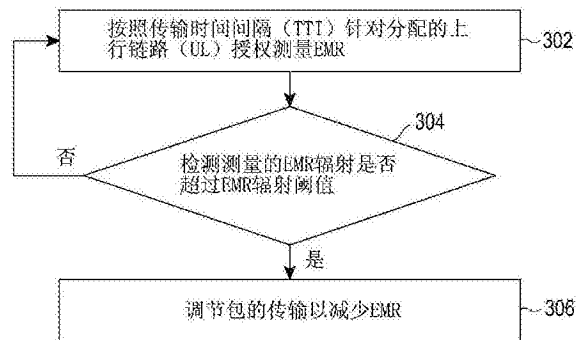 按照传输时间间隔（TTI）针对分配的上
行链路（UL）授权测量EMR
302
304
检测测量的EMR辐射是否
超过EMR辐射阈值
否
是
调节包的传输以减少EMR
306